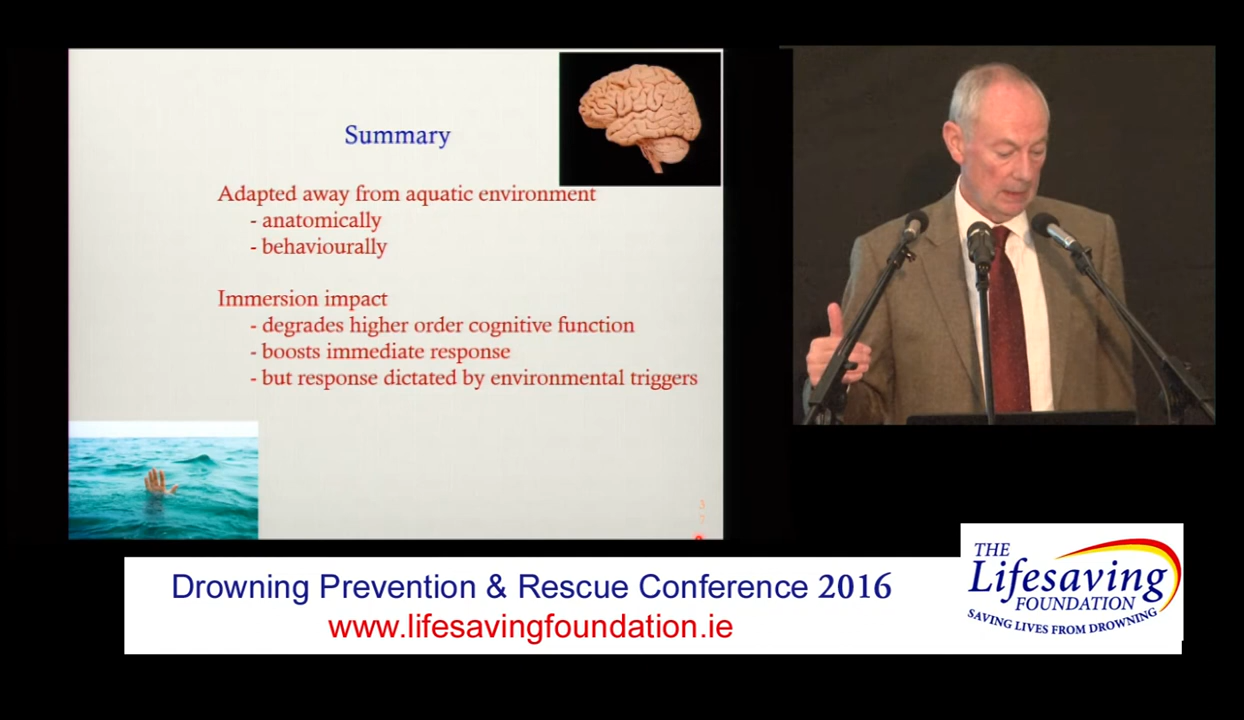 Summary
Adapted away from aquatic environment
- anatomically
- behaviourally
Immersion impact
- degrades higher order cognitive function
- boosts immediate response
- but response dictated by environmental triggers
Drowning Prevention & Rescue Conference 2016
www.lifesavingfoundation.ie
THE
Lifesaving
FOUNDATION
SAVING LIVES FROM DROWNING